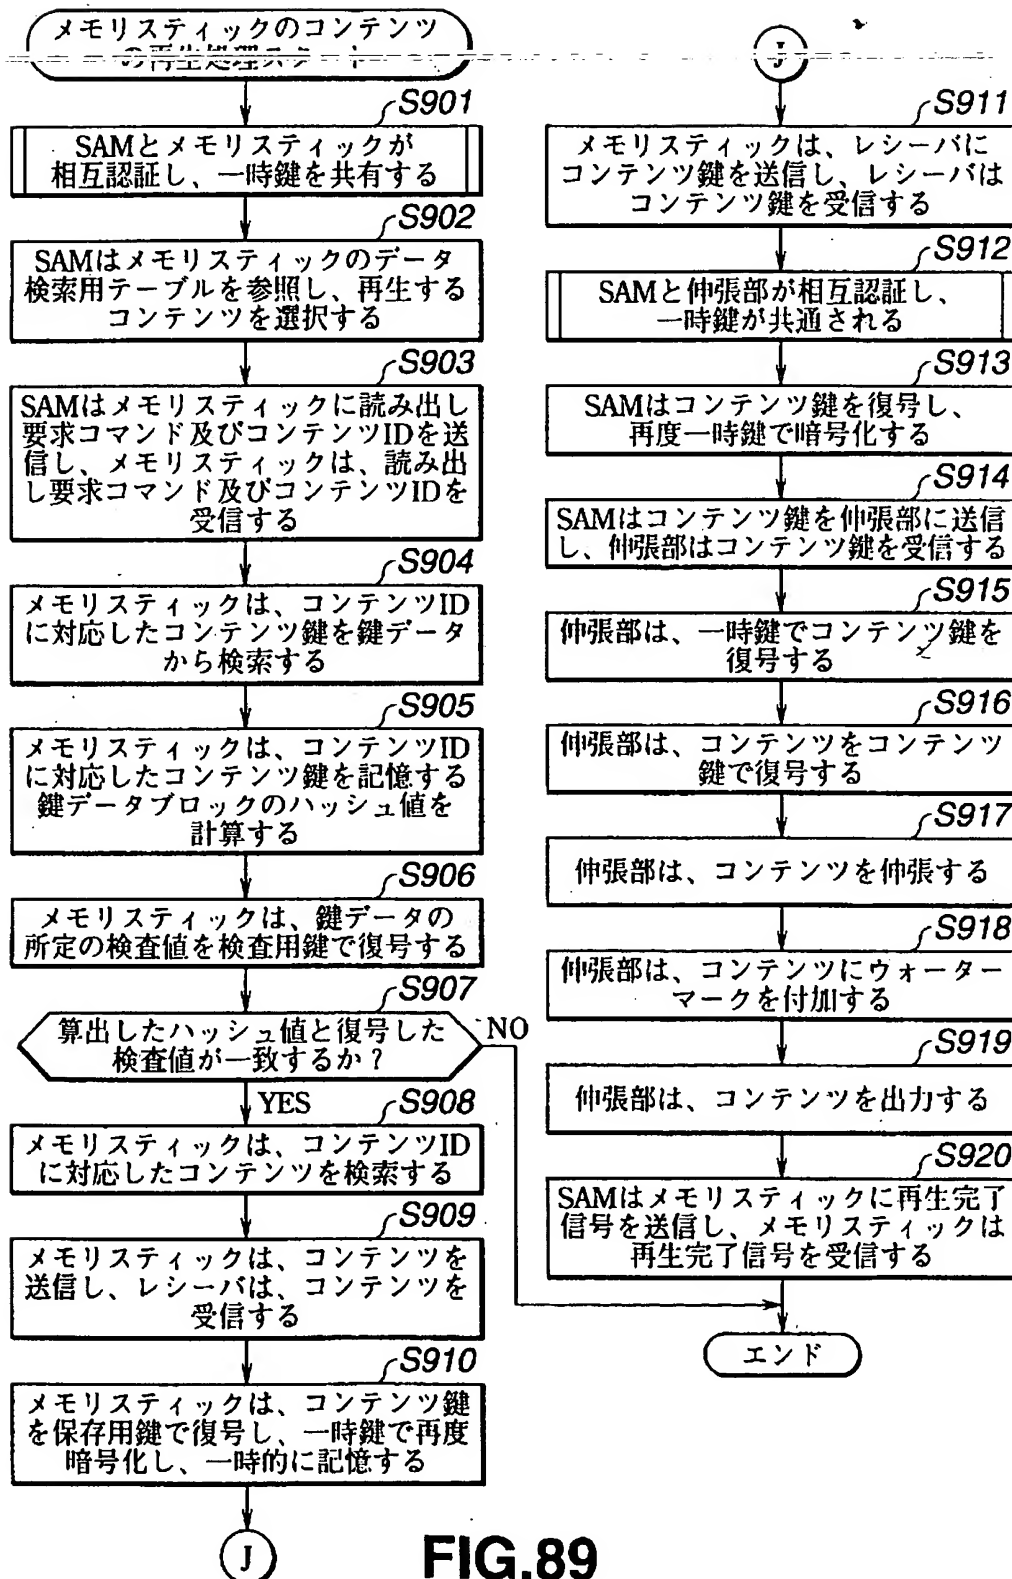 メモリスティックのコンテンツ
の再生処理スタート
S901
SAMとメモリスティックが
相互認証し、一時鍵を共有する
S902
SAMはメモリスティックのデータ
検索用テーブルを参照し、再生する
コンテンツを選択する
S903
SAMはメモリスティックに読み出し
要求コマンド及びコンテンツIDを送
信し、メモリスティックは、読み出
し要求コマンド及びコンテンツIDを
受信する
S904
メモリスティックは、コンテンツID
に対応したコンテンツ鍵を鍵データ
から検索する
S905
メモリスティックは、コンテンツID
に対応したコンテンツ鍵を記憶する
鍵データブロックのハッシュ値を
計算する
S906
メモリスティックは、鍵データの
所定の検査値を検査用鍵で復号する
S907
算出したハッシュ値と復号した
検査値が一致するか?
NO
YES
S908
メモリスティックは、コンテンツID
に対応したコンテンツを検索する
S909
メモリスティックは、コンテンツを
送信し、レシーバは、コンテンツを
受信する
S910
メモリスティックは、コンテンツ鍵
を保存用鍵で復号し、一時鍵で再度
暗号化し、一時的に記憶する
J
J
S911
メモリスティックは、レシーバに
コンテンツ鍵を送信し、レシーバは
コンテンツ鍵を受信する
S912
SAMと伸張部が相互認証し、
一時鍵が共通される
S913
SAMはコンテンツ鍵を復号し、
再度一時鍵で暗号化する
S914
SAMはコンテンツ鍵を伸張部に送信
し、伸張部はコンテンツ鍵を受信する
S915
伸張部は、一時鍵でコンテンツ鍵を
復号する
S916
伸張部は、コンテンツをコンテンツ
鍵で復号する
S917
伸張部は、コンテンツを伸張する
S918
伸張部は、コンテンツにウォーター
マークを付加する
S919
伸張部は、コンテンツを出力する
S920
SAMはメモリスティックに再生完了
信号を送信し、メモリスティックは
再生完了信号を受信する
エンド
FIG.89